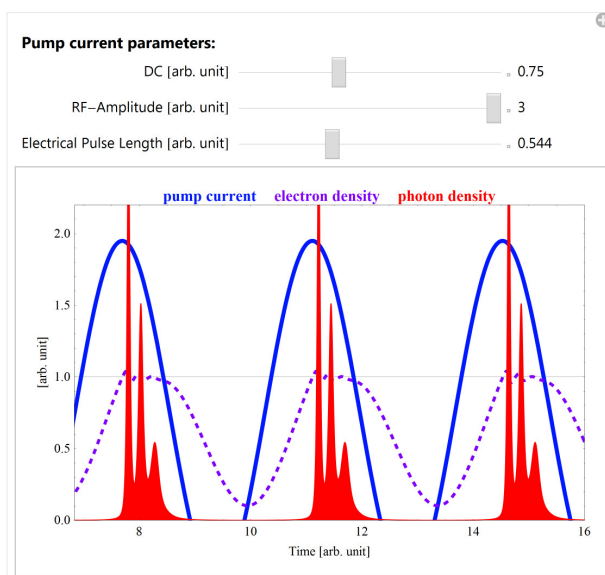 Pump current parameters:
DC [arb. unit] 0.75
RF−Amplitude [arb. unit] 3
Electrical Pulse Length [arb. unit] 0.544
pump current electron density photon density
2.0
1.5
1.0
0.5
0.0
[arb. unit]
8 10 12 14 16
Time [arb. unit]